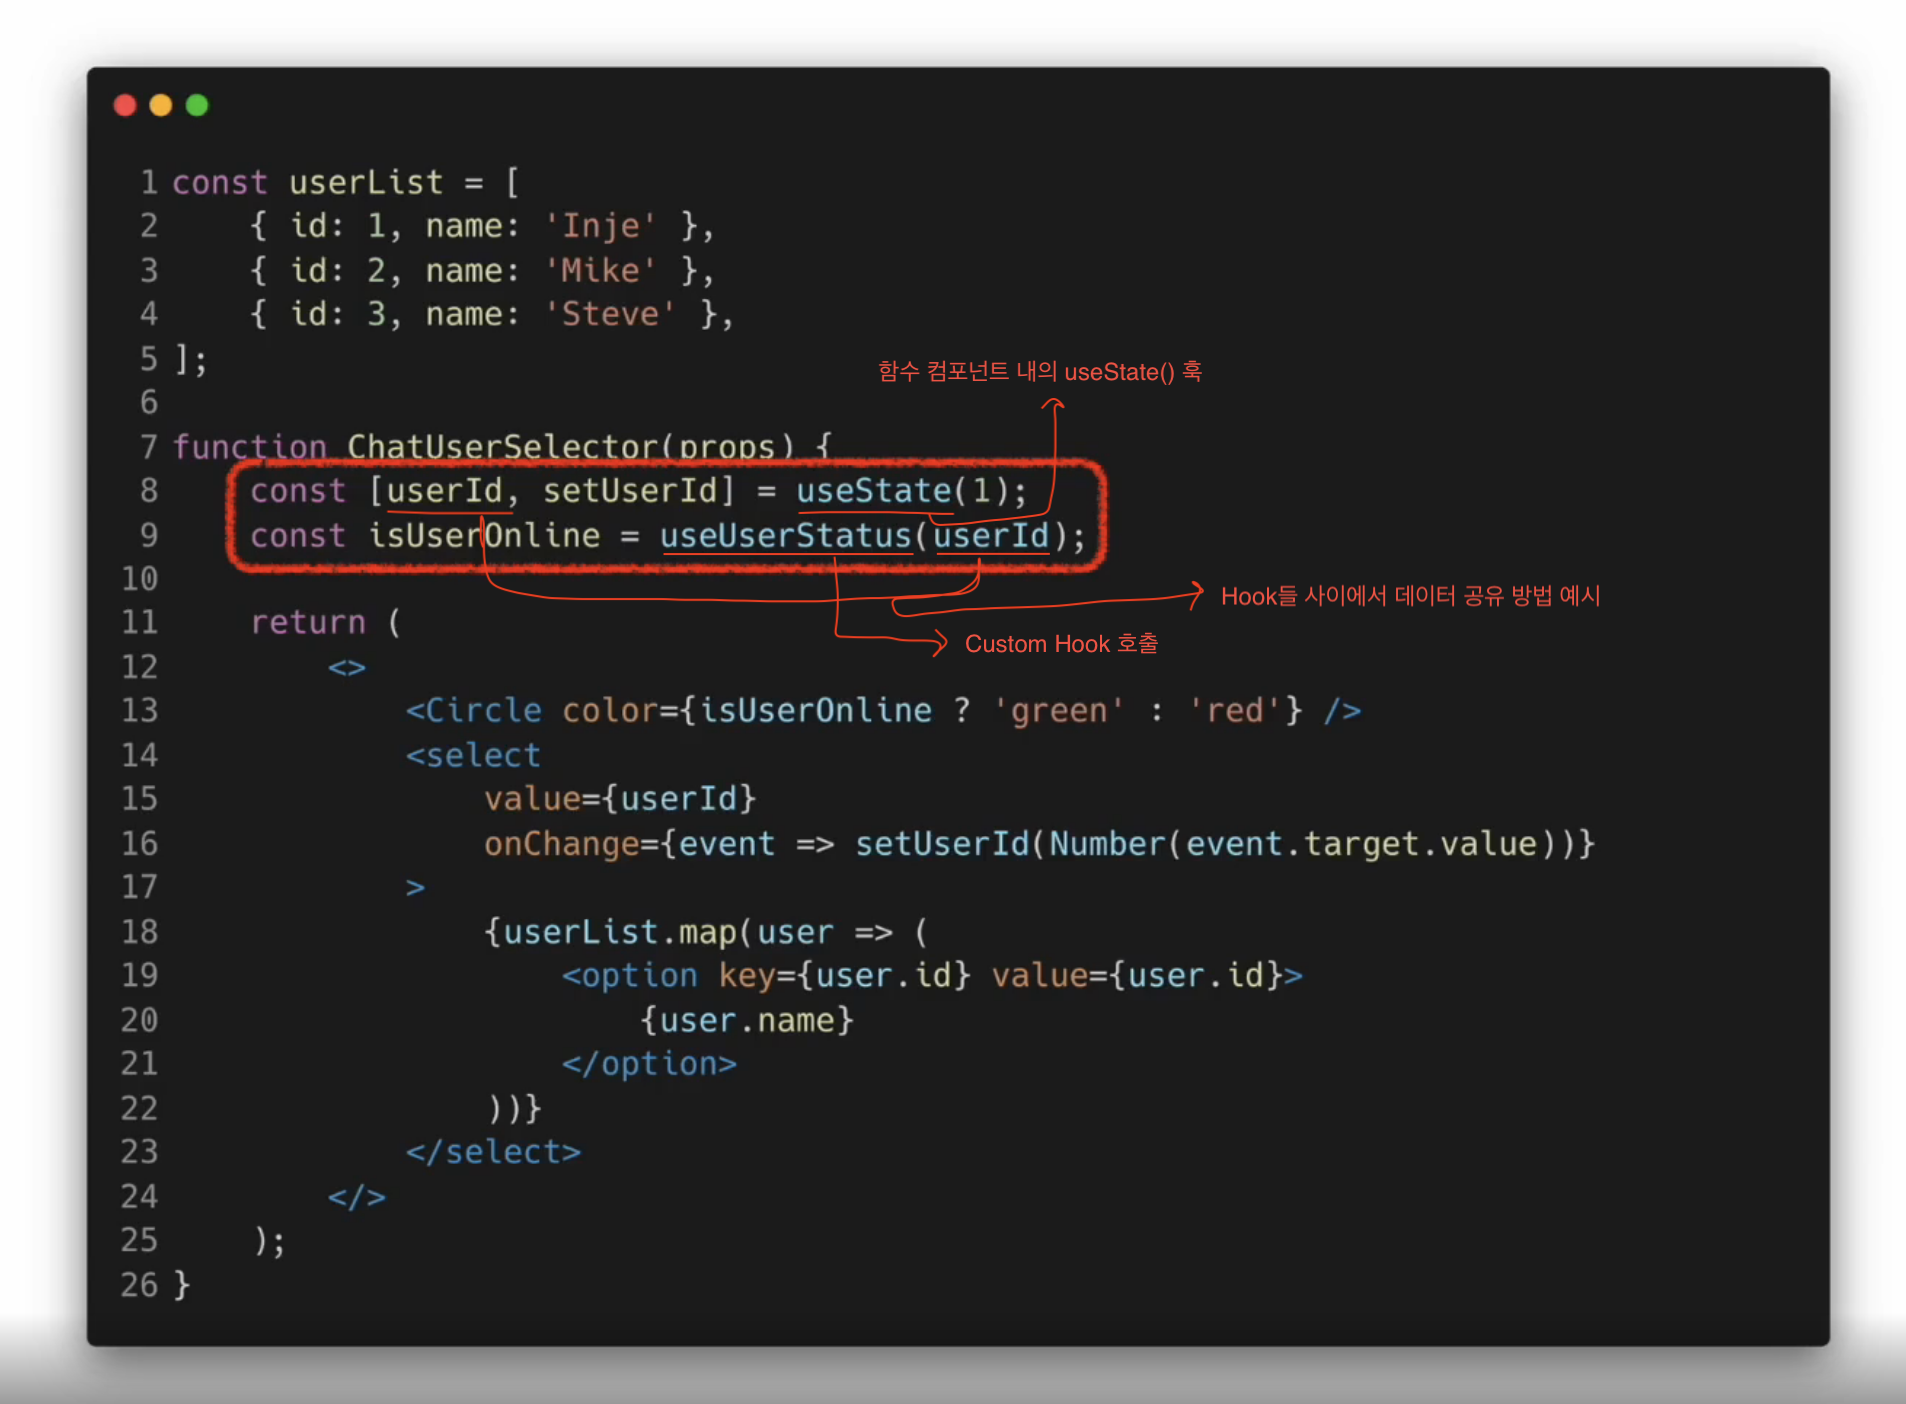 1 const userList = [
2     { id: 1, name: 'Inje' },
3     { id: 2, name: 'Mike' },
4     { id: 3, name: 'Steve' },
5 ];
함수 컴포넌트 내의 useState() 훅
6
7 function ChatUserSelector(props) {
8     const [userId, setUserId] = useState(1);
9     const isUserOnline = useUserStatus(userId);
10
Hook들 사이에서 데이터 공유 방법 예시
11     return (
Custom Hook 호출
12         <>
13             <Circle color={isUserOnline ? 'green' : 'red'} />
14             <select
15                 value={userId}
16                 onChange={event => setUserId(Number(event.target.value))}
17             >
18                 {userList.map(user => (
19                     <option key={user.id} value={user.id}>
20                         {user.name}
21                     </option>
22                 ))}
23             </select>
24         </>
25     );
26 }